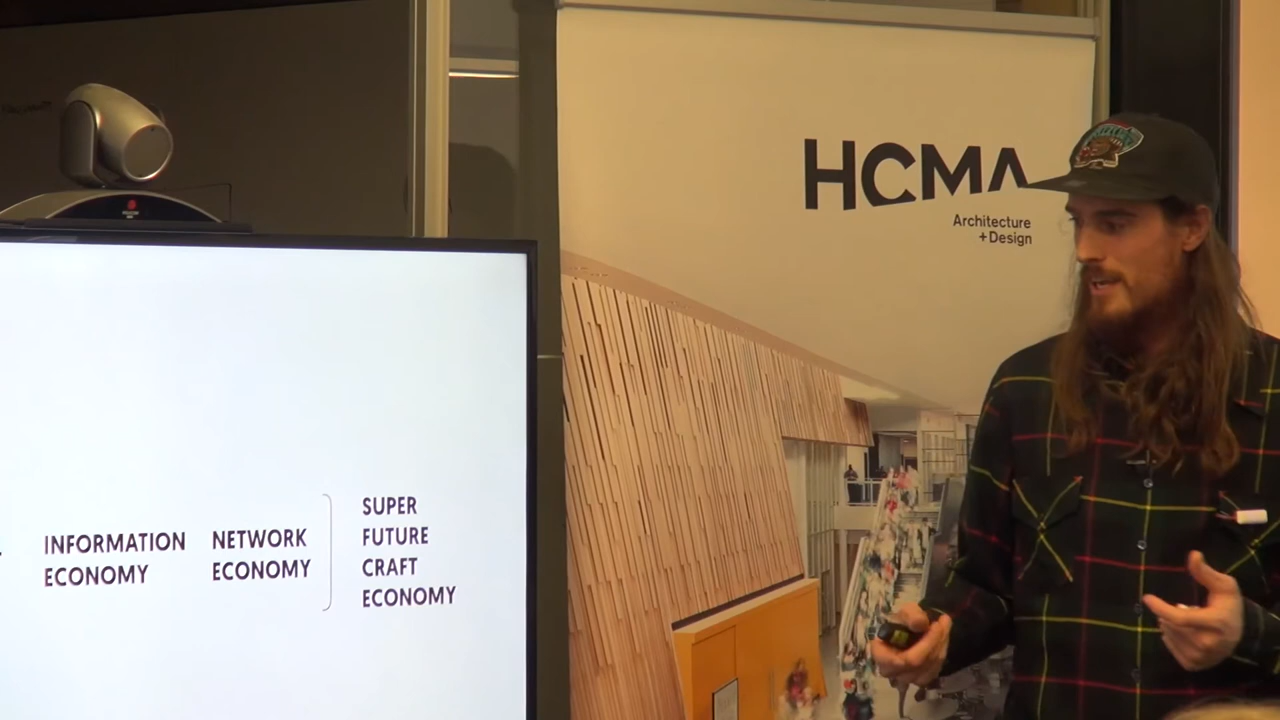 HCMA
Architecture
+Design
INFORMATION
ECONOMY
NETWORK
ECONOMY
SUPER
FUTURE
CRAFT
ECONOMY